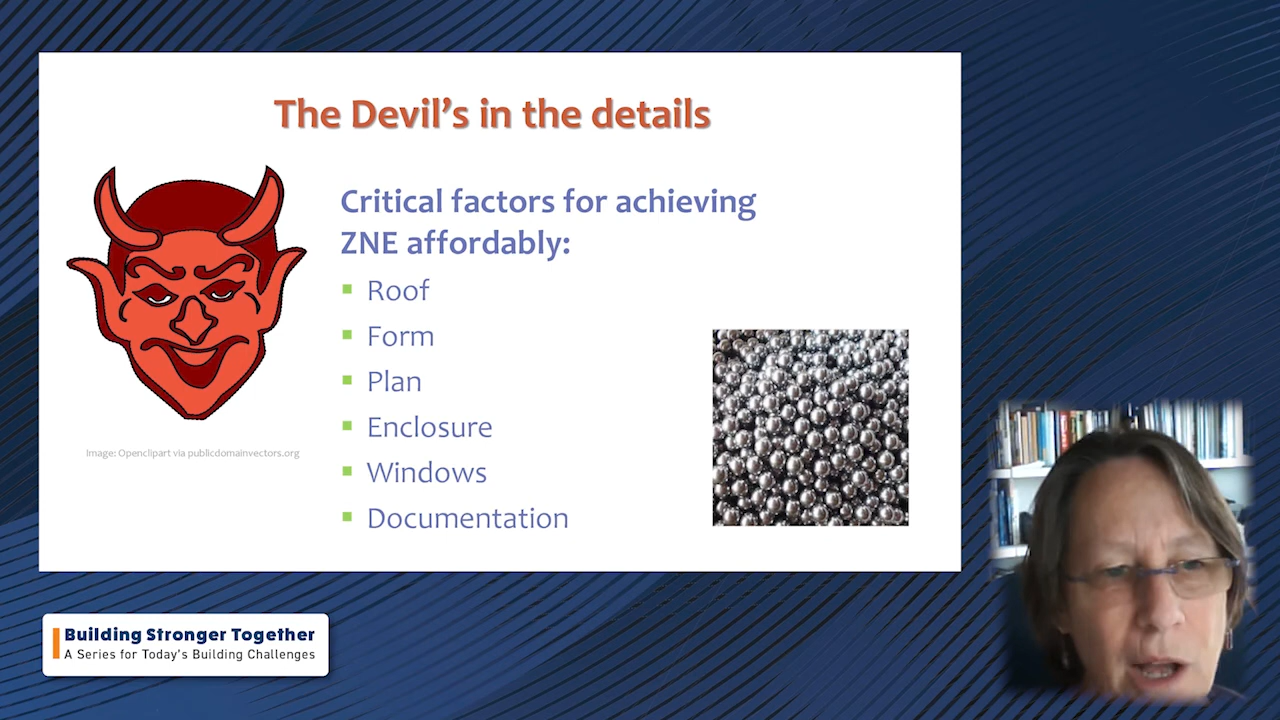 The Devil's in the details
Critical factors for achieving
ZNE affordably:
Roof
Form
Plan
Enclosure
Windows
Documentation
Image: Openclipart via publicdomainvectors.org
Building Stronger Together
A Series for Today's Building Challenges